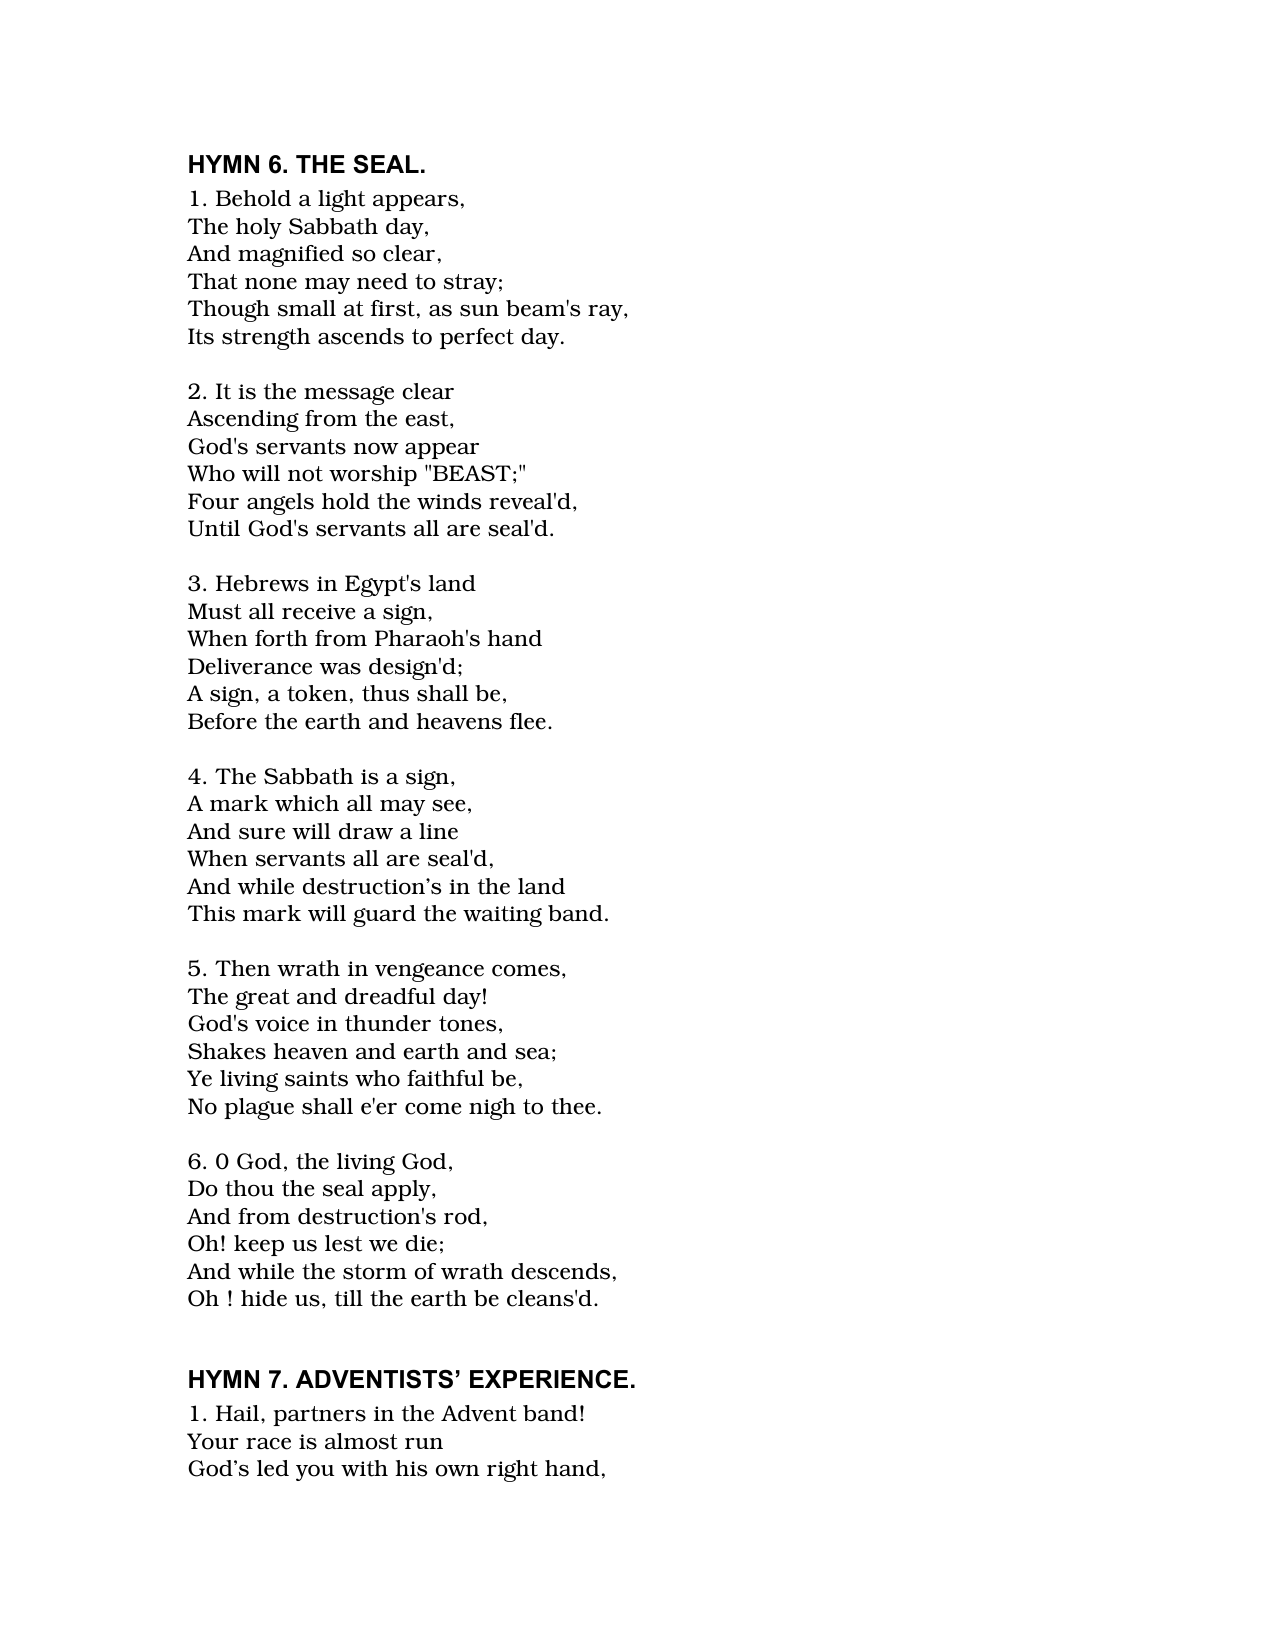 HYMN 6. THE SEAL.
1. Behold a light appears,
The holy Sabbath day,
And magnified so clear,
That none may need to stray;
Though small at first, as sun beam's ray,
Its strength ascends to perfect day.
2. It is the message clear
Ascending from the east,
God's servants now appear
Who will not worship "BEAST;"
Four angels hold the winds reveal'd,
Until God's servants all are seal'd.
3. Hebrews in Egypt's land
Must all receive a sign,
When forth from Pharaoh's hand
Deliverance was design'd;
A sign, a token, thus shall be,
Before the earth and heavens flee.
4. The Sabbath is a sign,
A mark which all may see,
And sure will draw a line
When servants all are seal'd,
And while destruction’s in the land
This mark will guard the waiting band.
5. Then wrath in vengeance comes,
The great and dreadful day!
God's voice in thunder tones,
Shakes heaven and earth and sea;
Ye living saints who faithful be,
No plague shall e'er come nigh to thee.
6. 0 God, the living God,
Do thou the seal apply,
And from destruction's rod,
Oh! keep us lest we die;
And while the storm of wrath descends,
Oh ! hide us, till the earth be cleans'd.
HYMN 7. ADVENTISTS’ EXPERIENCE.
1. Hail, partners in the Advent band!
Your race is almost run
God’s led you with his own right hand,